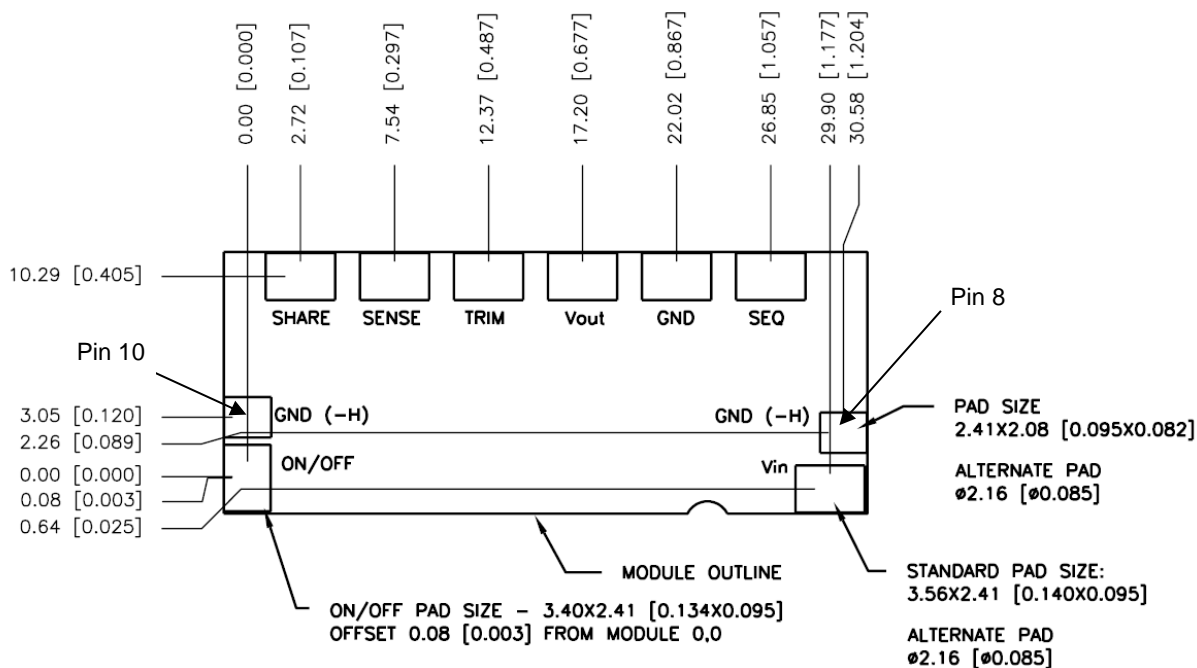 0.00 [0.000]
2.72 [0.107]
7.54 [0.297]
12.37 [0.487]
17.20 [0.677]
22.02 [0.867]
26.85 [1.057]
29.90 [1.177]
30.58 [1.204]
10.29 [0.405]
SHARE
SENSE
TRIM
Vout
GND
SEQ
Pin 8
Pin 10
3.05 [0.120]
2.26 [0.089]
0.00 [0.000]
0.08 [0.003]
0.64 [0.025]
GND (-H)
GND (-H)
ON/OFF
Vin
PAD SIZE
2.41X2.08 [0.095X0.082]
ALTERNATE PAD
ø2.16 [ø0.085]
MODULE OUTLINE
ON/OFF PAD SIZE - 3.40X2.41 [0.134X0.095]
OFFSET 0.08 [0.003] FROM MODULE 0,0
STANDARD PAD SIZE:
3.56X2.41 [0.140X0.095]
ALTERNATE PAD
ø2.16 [ø0.085]